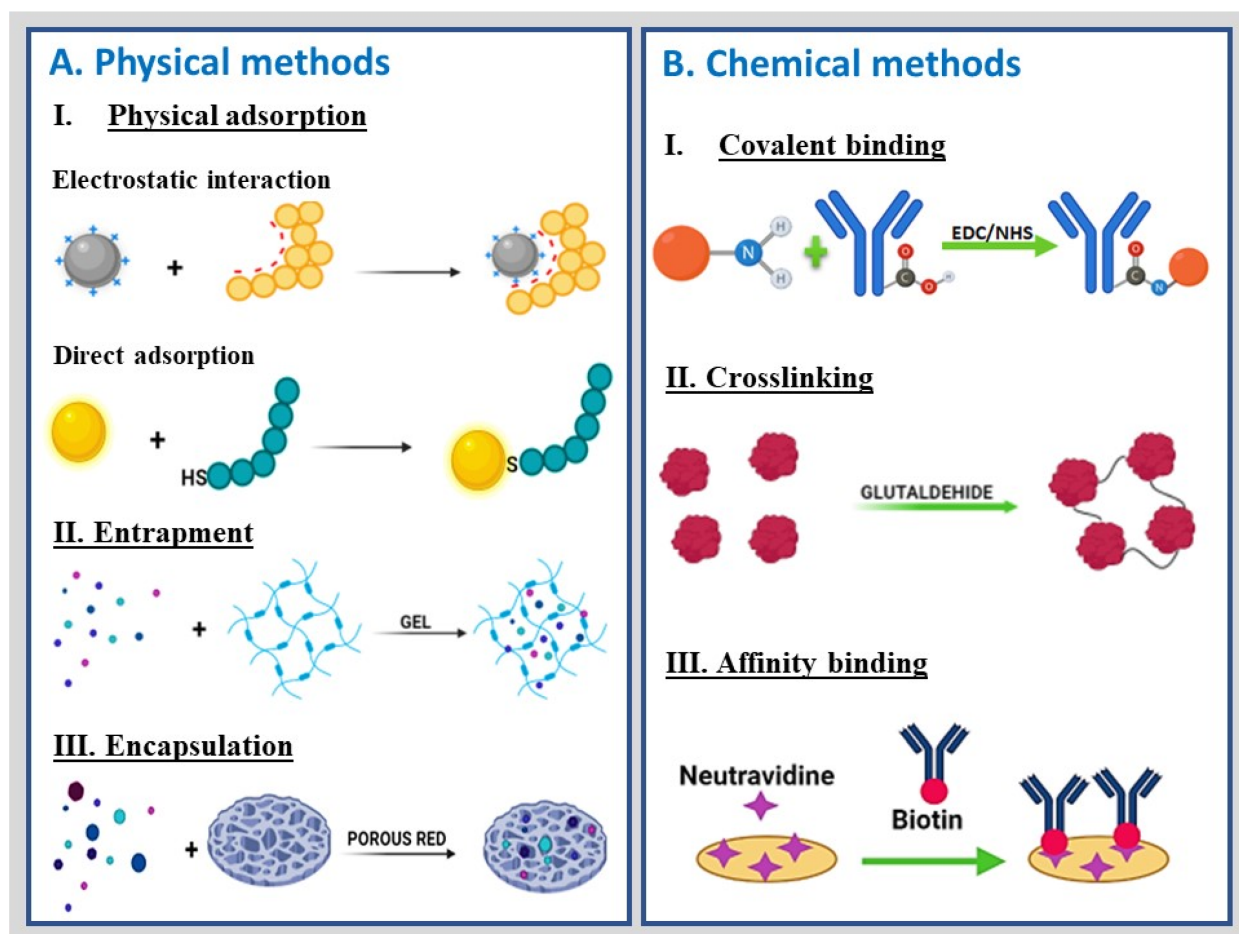 A. Physical methods
I. Physical adsorption
Electrostatic interaction
+
Direct adsorption
+
HS
S
II. Entrapment
+
GEL
III. Encapsulation
+
POROUS RED
B. Chemical methods
I. Covalent binding
N
H
H
+
C
O
O
H
EDC/NHS
O
C
N
II. Crosslinking
GLUTALDEHIDE
III. Affinity binding
Neutravidine
Biotin